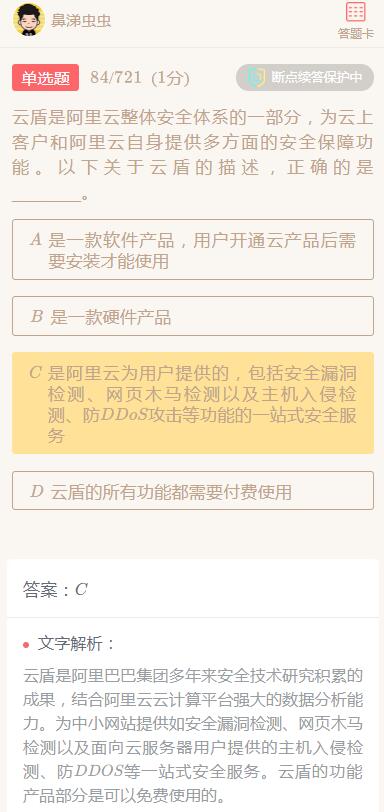 鼻涕虫虫
答题卡
单选题 84/721 (1分) 断点续答保护中
云盾是阿里云整体安全体系的一部分，为云上
客户和阿里云自身提供多方面的安全保障功
能。以下关于云盾的描述，正确的是
________。
A 是一款软件产品，用户开通云产品后需
要安装才能使用
B 是一款硬件产品
C 是阿里云为用户提供的，包括安全漏洞
检测、网页木马检测以及主机入侵检
测、防DDoS攻击等功能的一站式安全服
务
D 云盾的所有功能都需要付费使用
答案：C
文字解析：
云盾是阿里巴巴集团多年来安全技术研究积累的
成果，结合阿里云云计算平台强大的数据分析能
力。为中小网站提供如安全漏洞检测、网页木马
检测以及面向云服务器用户提供的主机入侵检
测、防DDOS等一站式安全服务。云盾的功能
产品部分是可以免费使用的。